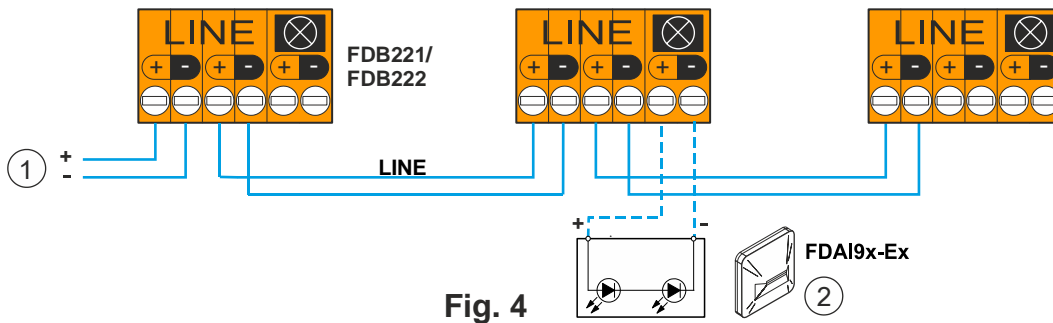 LINE
+ - + - + -
FDB221/
FDB222
LINE
+ - + - + -
LINE
+ - + - + -
1
+
-
LINE
+
-
FDAI9x-Ex
2
Fig. 4